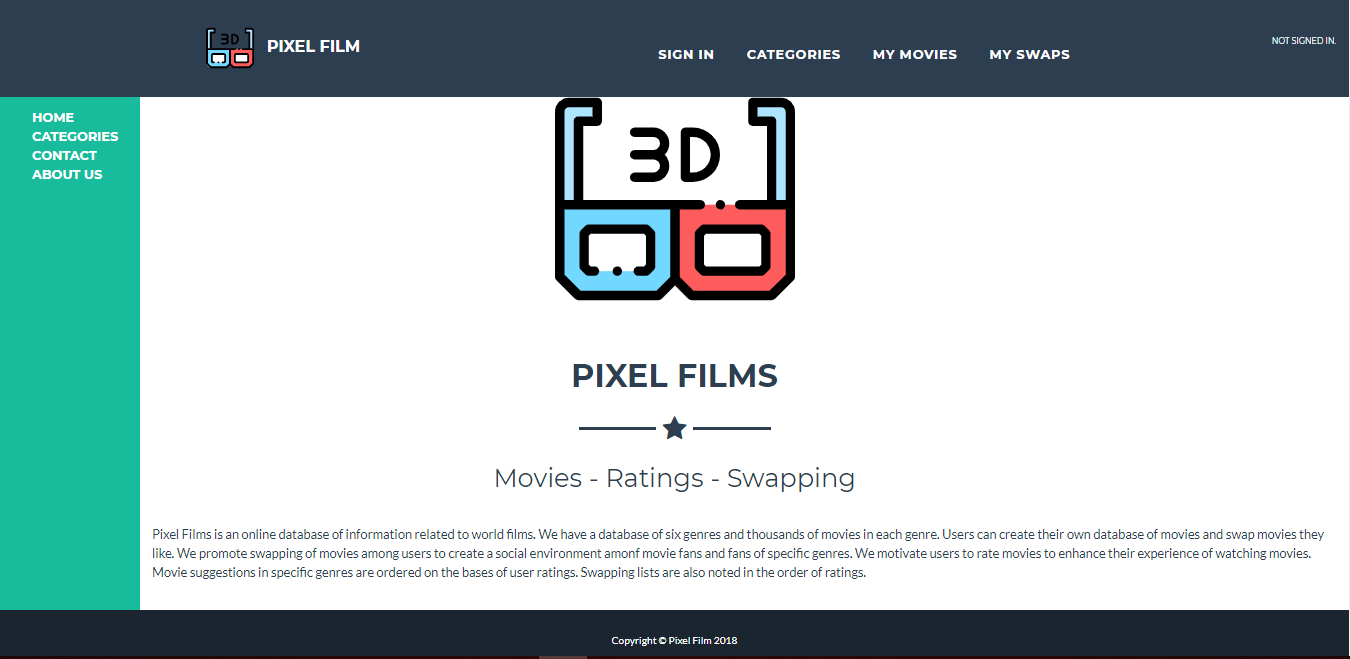 3D
PIXEL FILM
SIGN IN
CATEGORIES
MY MOVIES
MY SWAPS
NOT SIGNED IN.
HOME
CATEGORIES
CONTACT
ABOUT US
3D
PIXEL FILMS
Movies - Ratings - Swapping
Pixel Films is an online database of information related to world films. We have a database of six genres and thousands of movies in each genre. Users can create their own database of movies and swap movies they
like. We promote swapping of movies among users to create a social environment amonf movie fans and fans of specific genres. We motivate users to rate movies to enhance their experience of watching movies.
Movie suggestions in specific genres are ordered on the bases of user ratings. Swapping lists are also noted in the order of ratings.
Copyright © Pixel Film 2018